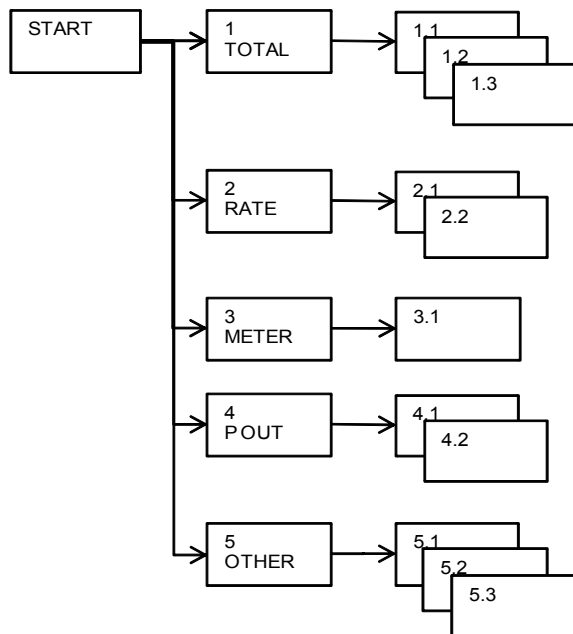 START
1
TOTAL
1.1
1.2
1.3
2
RATE
2.1
2.2
3
METER
3.1
4
POUT
4.1
4.2
5
OTHER
5.1
5.2
5.3